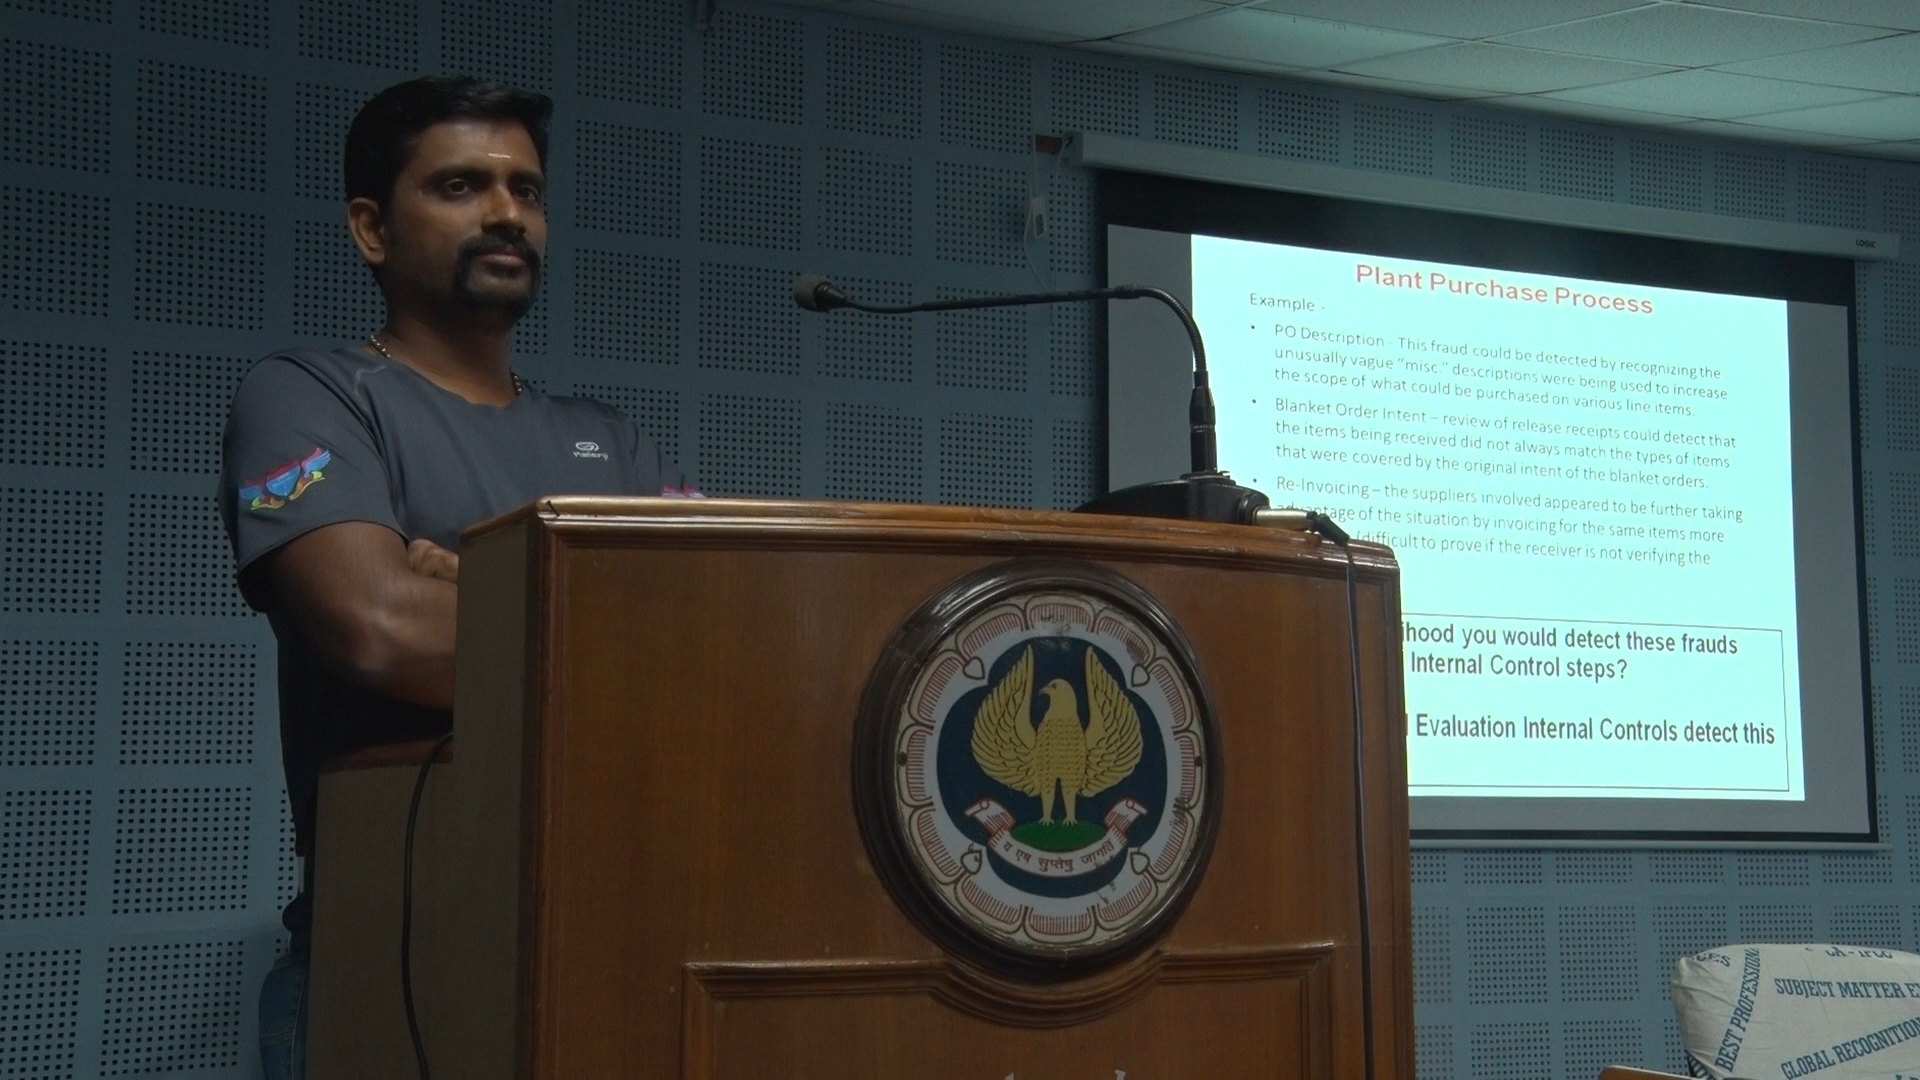 LOGIC
Plant Purchase Process
Example -
• PO Description - This fraud could be detected by recognizing the
unusually vague “misc.” descriptions were being used to increase
the scope of what could be purchased on various line items.
• Blanket Order Intent – review of release receipts could detect that
the items being received did not always match the types of items
that were covered by the original intent of the blanket orders.
• Re-Invoicing – the suppliers involved appeared to be further taking
advantage of the situation by invoicing for the same items more
(difficult to prove if the receiver is not verifying the
you would detect these frauds
Internal Control steps?
Evaluation Internal Controls detect this
kalenji
य एष सुप्तेषु जागर्ति
CA - IPCC
BEST PROFESSION
SUBJECT MATTER E
GLOBAL RECOGNITION